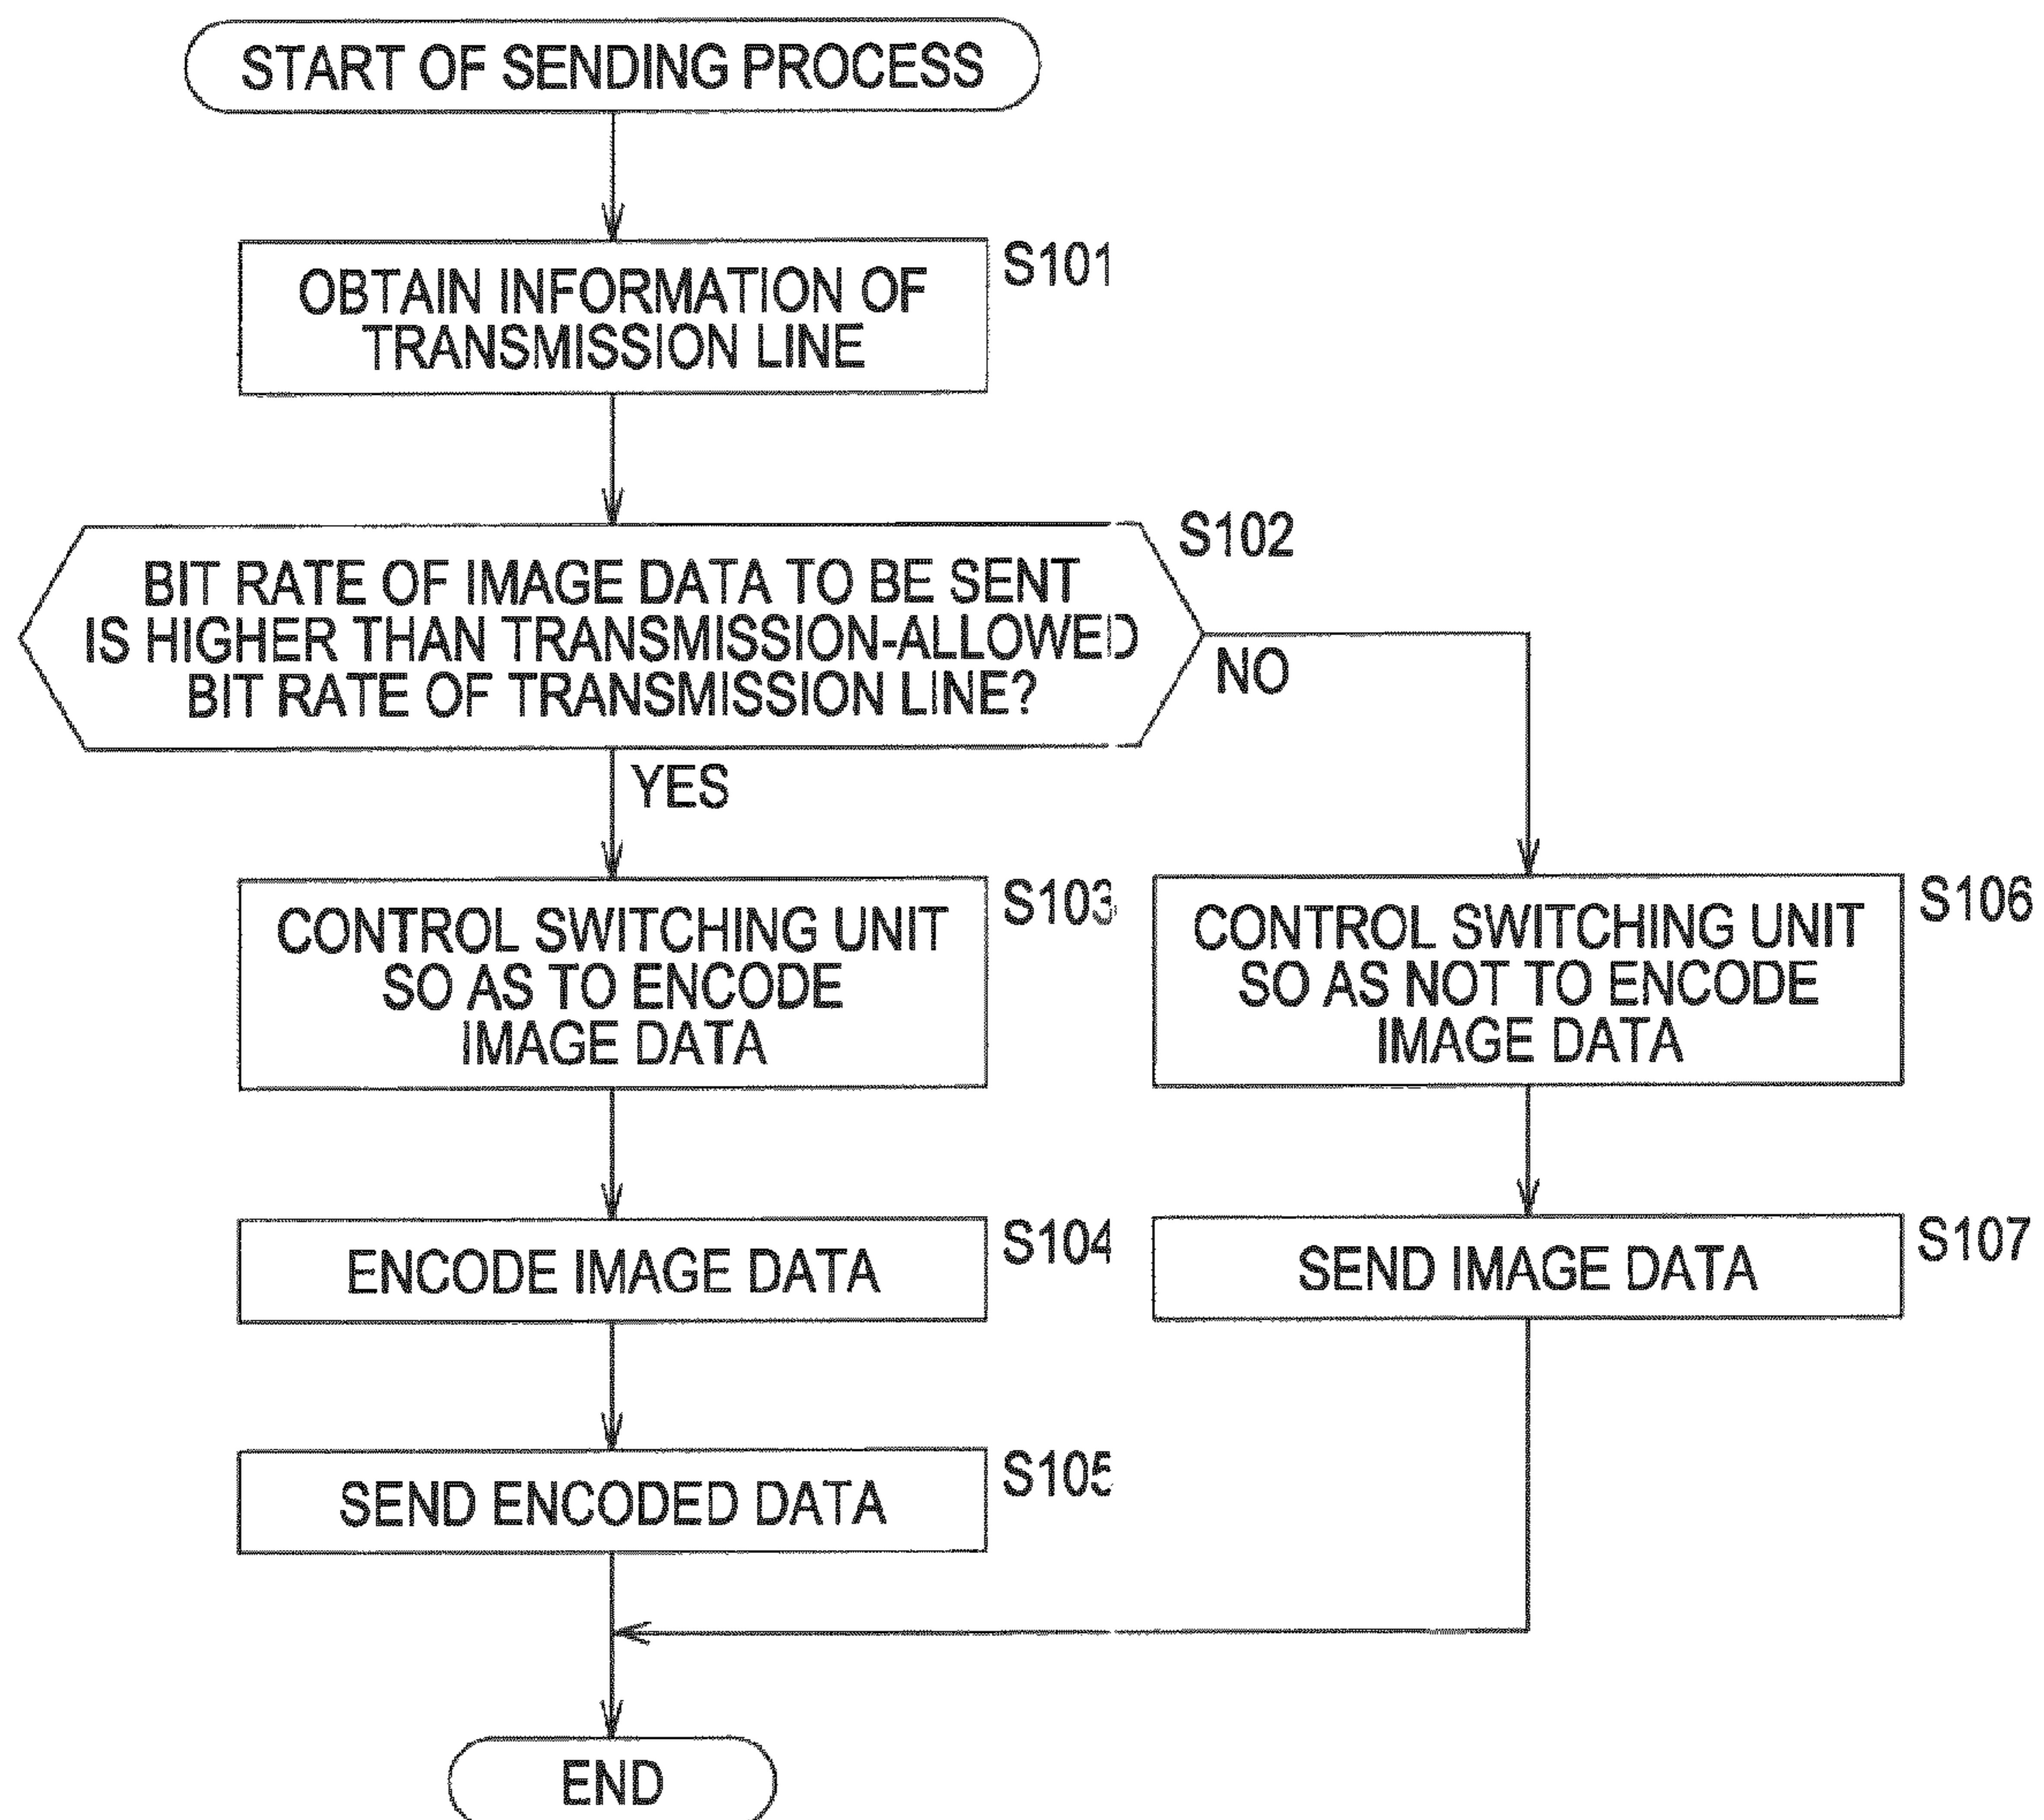 START OF SENDING PROCESS
S101
OBTAIN INFORMATION OF
TRANSMISSION LINE
S102
BIT RATE OF IMAGE DATA TO BE SENT
IS HIGHER THAN TRANSMISSION-ALLOWED
BIT RATE OF TRANSMISSION LINE?
NO
YES
S103
CONTROL SWITCHING UNIT
SO AS TO ENCODE
IMAGE DATA
S106
CONTROL SWITCHING UNIT
SO AS NOT TO ENCODE
IMAGE DATA
S104
ENCODE IMAGE DATA
S107
SEND IMAGE DATA
S105
SEND ENCODED DATA
END